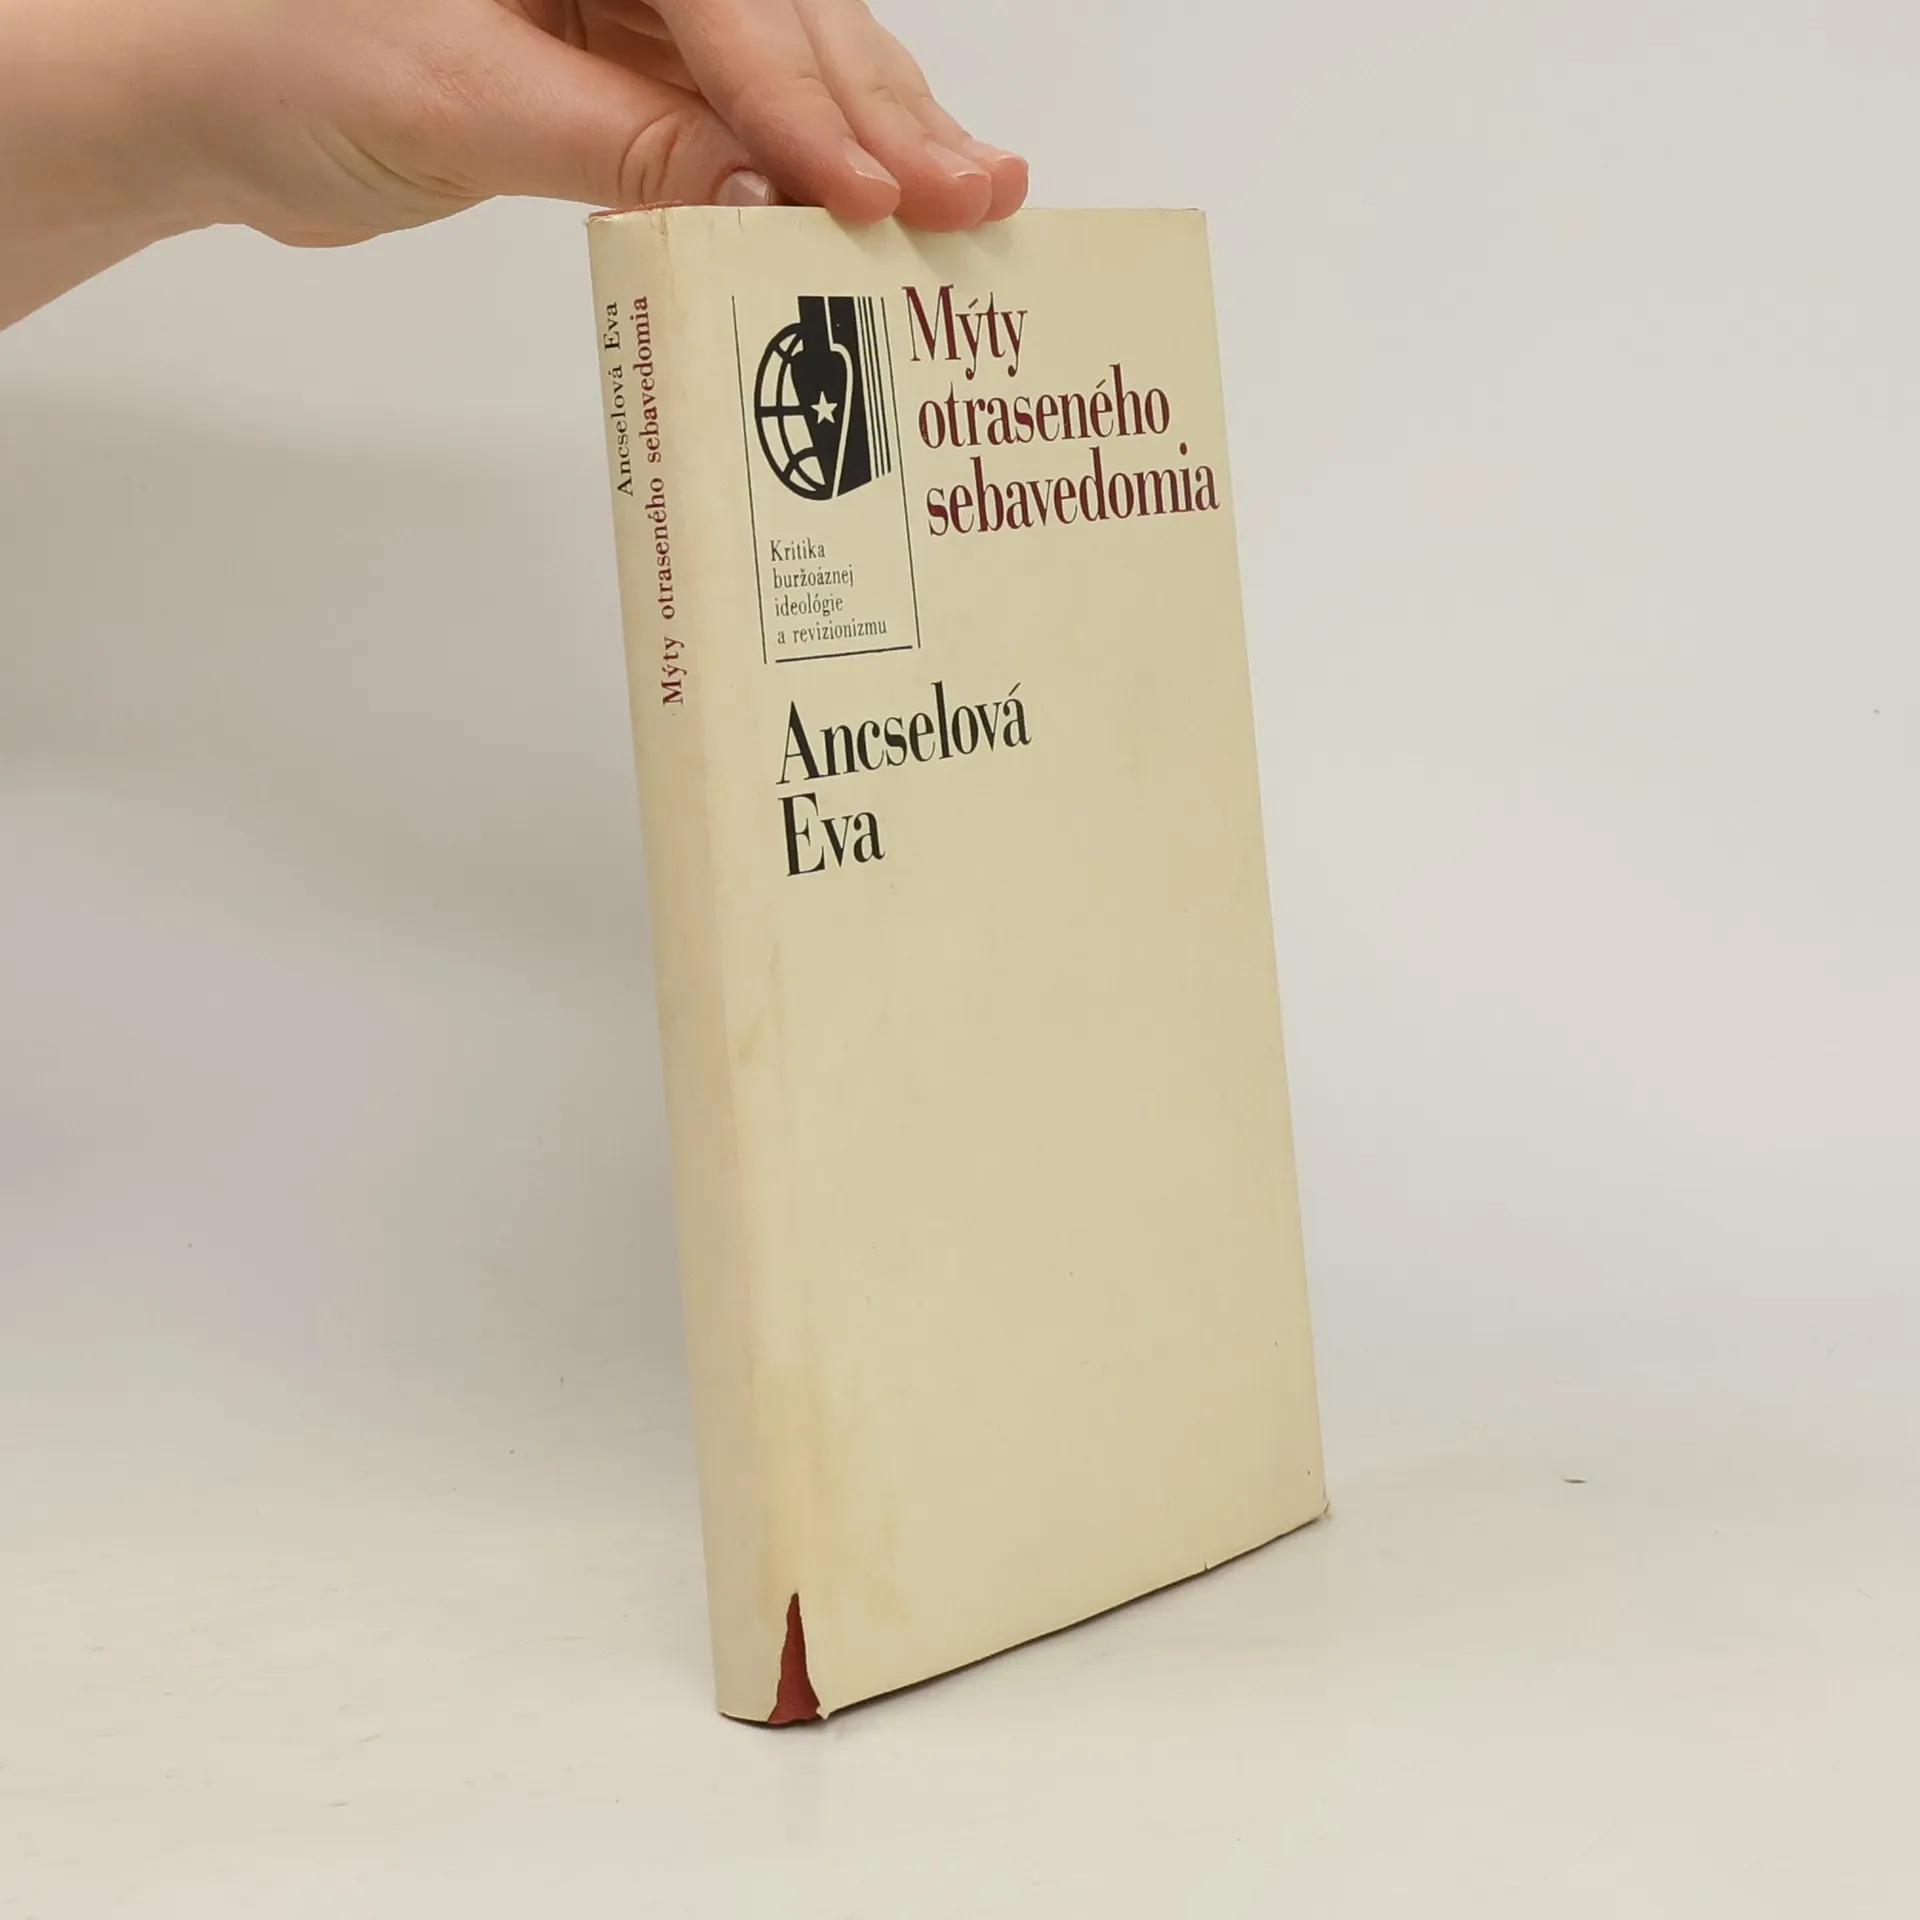 Ancselová Eva
Mýty otraseného sebavedomia
Mýty
otraseného
sebavedomia
Kritika
buržoáznej
ideológie
a revizionizmu
Ancselová
Eva